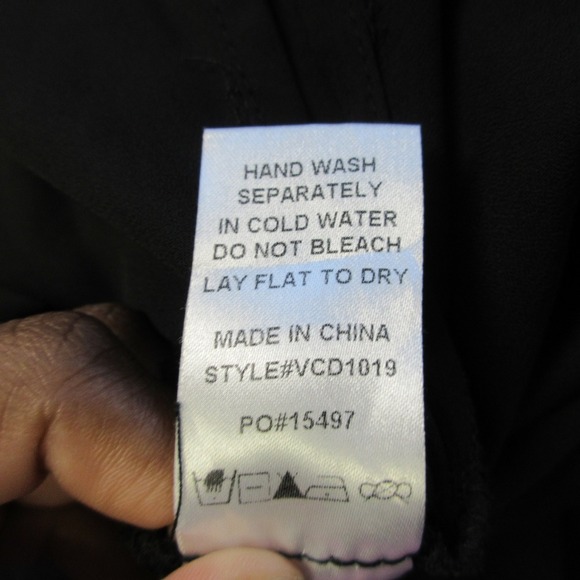 HAND WASH
SEPARATELY
IN COLD WATER
DO NOT BLEACH
LAY FLAT TO DRY
MADE IN CHINA
STYLE#VCD1019
PO#15497